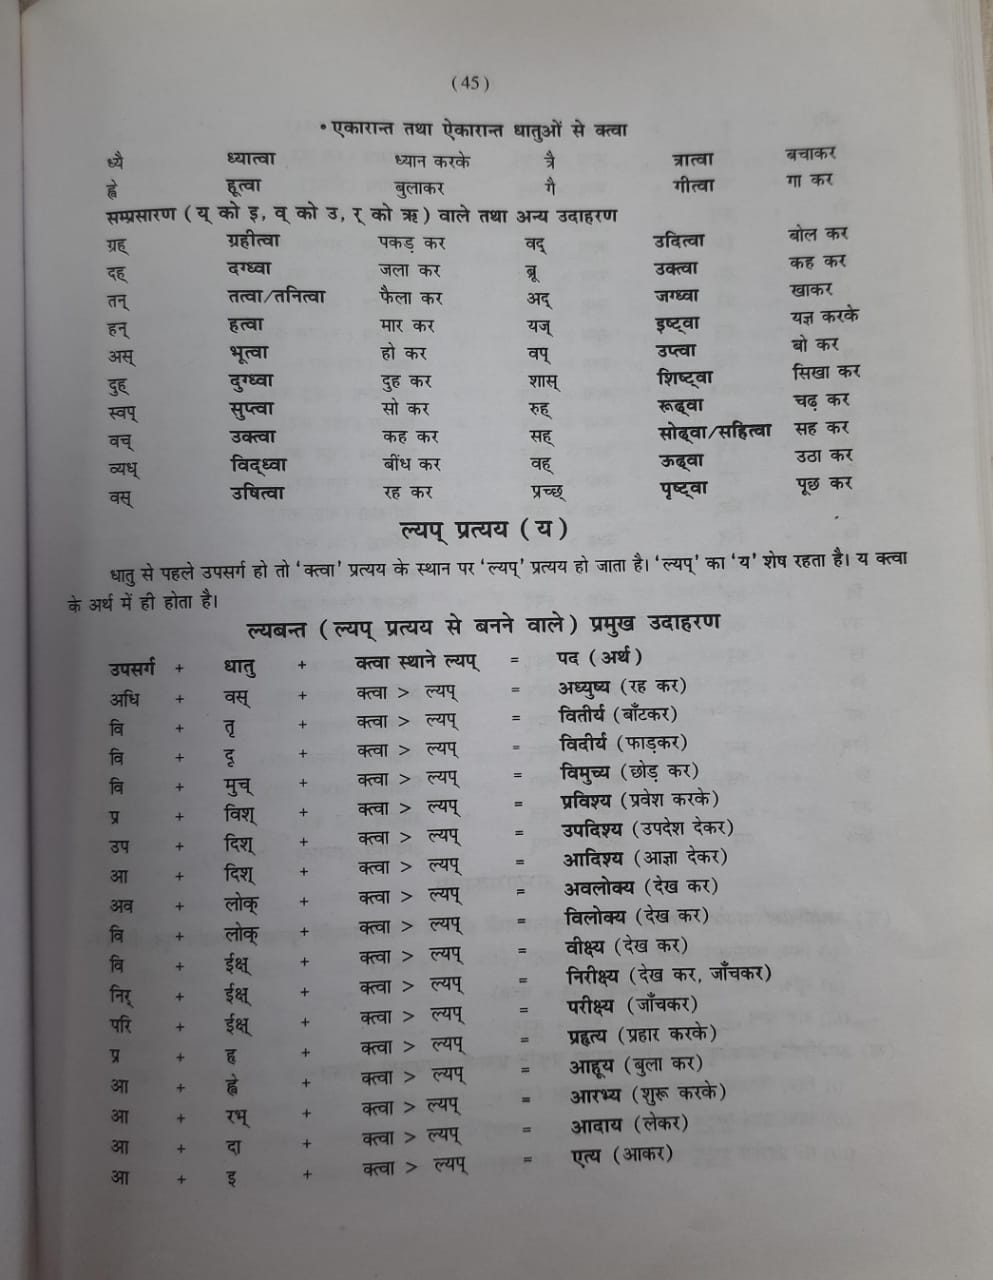 (45)
• एकारान्त तथा ऐकारान्त धातुओं से क्त्वा
ध्यै ध्यात्वा ध्यान करके त्रै त्रात्वा बचाकर
ह्वे हूत्वा बुलाकर गै गीत्वा गा कर
सम्प्रसारण (य् को इ, व् को उ, र् को ऋ) वाले तथा अन्य उदाहरण
ग्रह् ग्रहीत्वा पकड़ कर वद् उदित्वा बोल कर
दह् दग्ध्वा जला कर ब्रू उक्त्वा कह कर
तन् तत्वा/तनित्वा फैला कर अद् जग्ध्वा खाकर
हन् हत्वा मार कर यज् इष्ट्वा यज्ञ करके
अस् भूत्वा हो कर वप् उप्त्वा बो कर
दुह् दुग्ध्वा दुह कर शास् शिष्ट्वा सिखा कर
स्वप् सुप्त्वा सो कर रुह् रूढ्वा चढ़ कर
वच् उक्त्वा कह कर सह् सोढ्वा/सहित्वा सह कर
व्यध् विद्ध्वा बींध कर वह् ऊढ्वा उठा कर
वस् उषित्वा रह कर प्रच्छ् पृष्ट्वा पूछ कर
ल्यप् प्रत्यय (य)
धातु से पहले उपसर्ग हो तो 'क्त्वा' प्रत्यय के स्थान पर 'ल्यप्' प्रत्यय हो जाता है। 'ल्यप्' का 'य' शेष रहता है। य क्त्वा
के अर्थ में ही होता है।
ल्यबन्त (ल्यप् प्रत्यय से बनने वाले) प्रमुख उदाहरण
उपसर्ग + धातु + क्त्वा स्थाने ल्यप् = पद (अर्थ)
अधि + वस् + क्त्वा > ल्यप् = अध्युष्य (रह कर)
वि + तृ + क्त्वा > ल्यप् = वितीर्य (बाँटकर)
वि + दृ + क्त्वा > ल्यप् = विदीर्य (फाड़कर)
वि + मुच् + क्त्वा > ल्यप् = विमुच्य (छोड़ कर)
प्र + विश् + क्त्वा > ल्यप् = प्रविश्य (प्रवेश करके)
उप + दिश् + क्त्वा > ल्यप् = उपदिश्य (उपदेश देकर)
आ + दिश् + क्त्वा > ल्यप् = आदिश्य (आज्ञा देकर)
अव + लोक् + क्त्वा > ल्यप् = अवलोक्य (देख कर)
वि + लोक् + क्त्वा > ल्यप् = विलोक्य (देख कर)
वि + ईक्ष् + क्त्वा > ल्यप् = वीक्ष्य (देख कर)
निर् + ईक्ष् + क्त्वा > ल्यप् = निरीक्ष्य (देख कर, जाँचकर)
परि + ईक्ष् + क्त्वा > ल्यप् = परीक्ष्य (जाँचकर)
प्र + हृ + क्त्वा > ल्यप् = प्रहृत्य (प्रहार करके)
आ + ह्वे + क्त्वा > ल्यप् = आहूय (बुला कर)
आ + रभ् + क्त्वा > ल्यप् = आरभ्य (शुरू करके)
आ + दा + क्त्वा > ल्यप् = आदाय (लेकर)
आ + इ + क्त्वा > ल्यप् = एत्य (आकर)